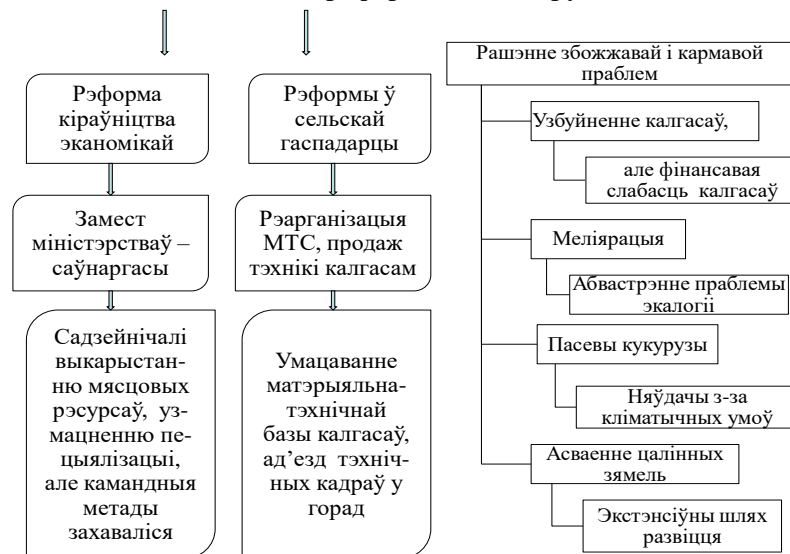 Рэформа
кіраўніцтва
эканомікай
Замест
міністэрстваў –
саўнаргасы
Садзейнічалі
выкарыстан-
ню мясцовых
рэсурсаў, уз-
мацненню пе-
цыялізацыі,
але камандныя
метады
захаваліся
Рэформы ў
сельскай
гаспадарцы
Рэарганізацыя
МТС, продаж
тэхнікі калгасам
Умацаванне
матэрыяльна-
тэхнічнай
базы калгасаў,
ад’езд тэхніч-
ных кадраў у
горад
Рашэнне збожжавай і кармавой
праблем
Узбуйненне калгасаў,
але фінансавая
слабасць калгасаў
Меліярацыя
Абвастрэнне праблемы
экалогіі
Пасевы кукурузы
Няўдачы з-за
кліматычных умоў
Асваенне цалінных
зямель
Экстэнсіўны шлях
развіцця